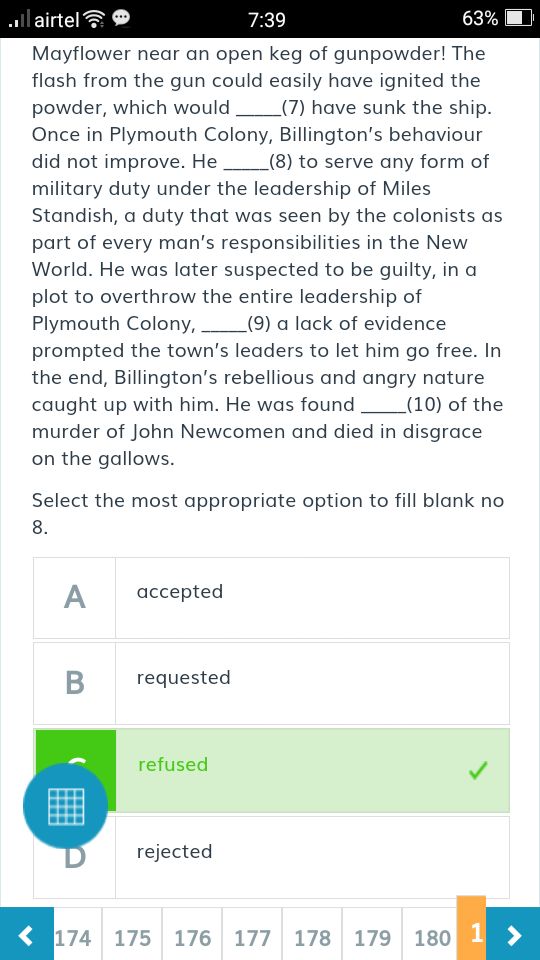 airtel 7:39 63%
Mayflower near an open keg of gunpowder! The
flash from the gun could easily have ignited the
powder, which would _____(7) have sunk the ship.
Once in Plymouth Colony, Billington's behaviour
did not improve. He _____(8) to serve any form of
military duty under the leadership of Miles
Standish, a duty that was seen by the colonists as
part of every man's responsibilities in the New
World. He was later suspected to be guilty, in a
plot to overthrow the entire leadership of
Plymouth Colony, _____(9) a lack of evidence
prompted the town's leaders to let him go free. In
the end, Billington's rebellious and angry nature
caught up with him. He was found _____(10) of the
murder of John Newcomen and died in disgrace
on the gallows.
Select the most appropriate option to fill blank no
8.
A accepted
B requested
C refused
D rejected
174 175 176 177 178 179 180 1